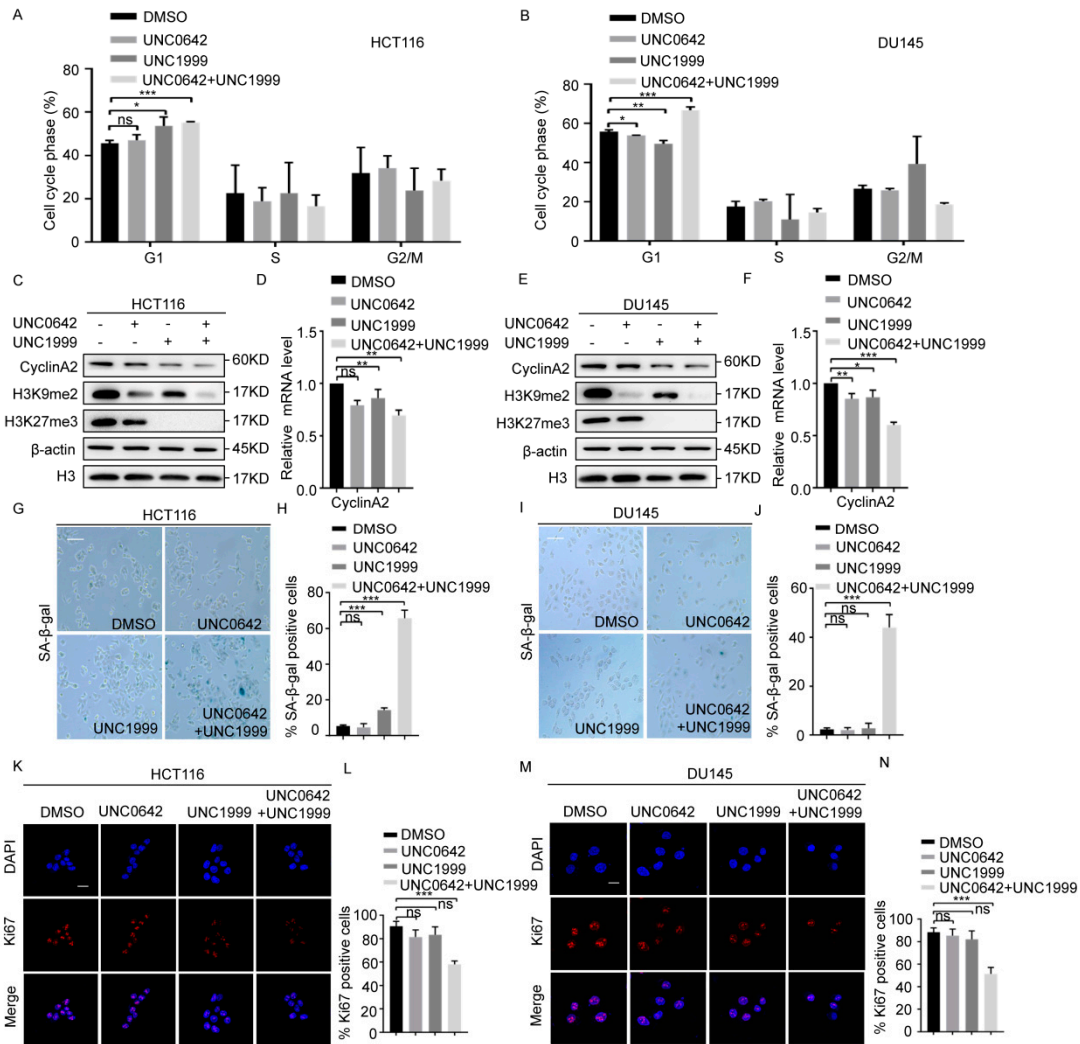 A
DMSO
UNC0642
UNC1999
UNC0642+UNC1999
HCT116
Cell cycle phase (%)
80
60
40
20
0
***
*
ns
G1
S
G2/M
B
DMSO
UNC0642
UNC1999
UNC0642+UNC1999
DU145
Cell cycle phase (%)
80
60
40
20
0
***
**
*
G1
S
G2/M
C
HCT116
UNC0642 - + - +
UNC1999 - - + +
CyclinA2
60KD
H3K9me2
17KD
H3K27me3
17KD
β-actin
45KD
H3
17KD
D
DMSO
UNC0642
UNC1999
UNC0642+UNC1999
Relative mRNA level
1.5
1.0
0.5
0.0
**
**
ns
CyclinA2
E
DU145
UNC0642 - + - +
UNC1999 - - + +
CyclinA2
60KD
H3K9me2
17KD
H3K27me3
17KD
β-actin
45KD
H3
17KD
F
DMSO
UNC0642
UNC1999
UNC0642+UNC1999
Relative mRNA level
1.5
1.0
0.5
0.0
***
*
**
CyclinA2
G
HCT116
SA-β-gal
DMSO
UNC0642
UNC1999
UNC0642
+UNC1999
H
DMSO
UNC0642
UNC1999
UNC0642+UNC1999
% SA-β-gal positive cells
80
60
40
20
0
***
***
ns
I
DU145
SA-β-gal
DMSO
UNC0642
UNC1999
UNC0642
+UNC1999
J
DMSO
UNC0642
UNC1999
UNC0642+UNC1999
% SA-β-gal positive cells
60
40
20
0
***
ns
ns
K
HCT116
DMSO
UNC0642
UNC1999
UNC0642
+UNC1999
DAPI
Ki67
Merge
L
DMSO
UNC0642
UNC1999
UNC0642+UNC1999
% Ki67 positive cells
100
80
60
40
20
0
***
ns
ns
M
DU145
DMSO
UNC0642
UNC1999
UNC0642
+UNC1999
DAPI
Ki67
Merge
N
DMSO
UNC0642
UNC1999
UNC0642+UNC1999
% Ki67 positive cells
100
80
60
40
20
0
***
ns
ns